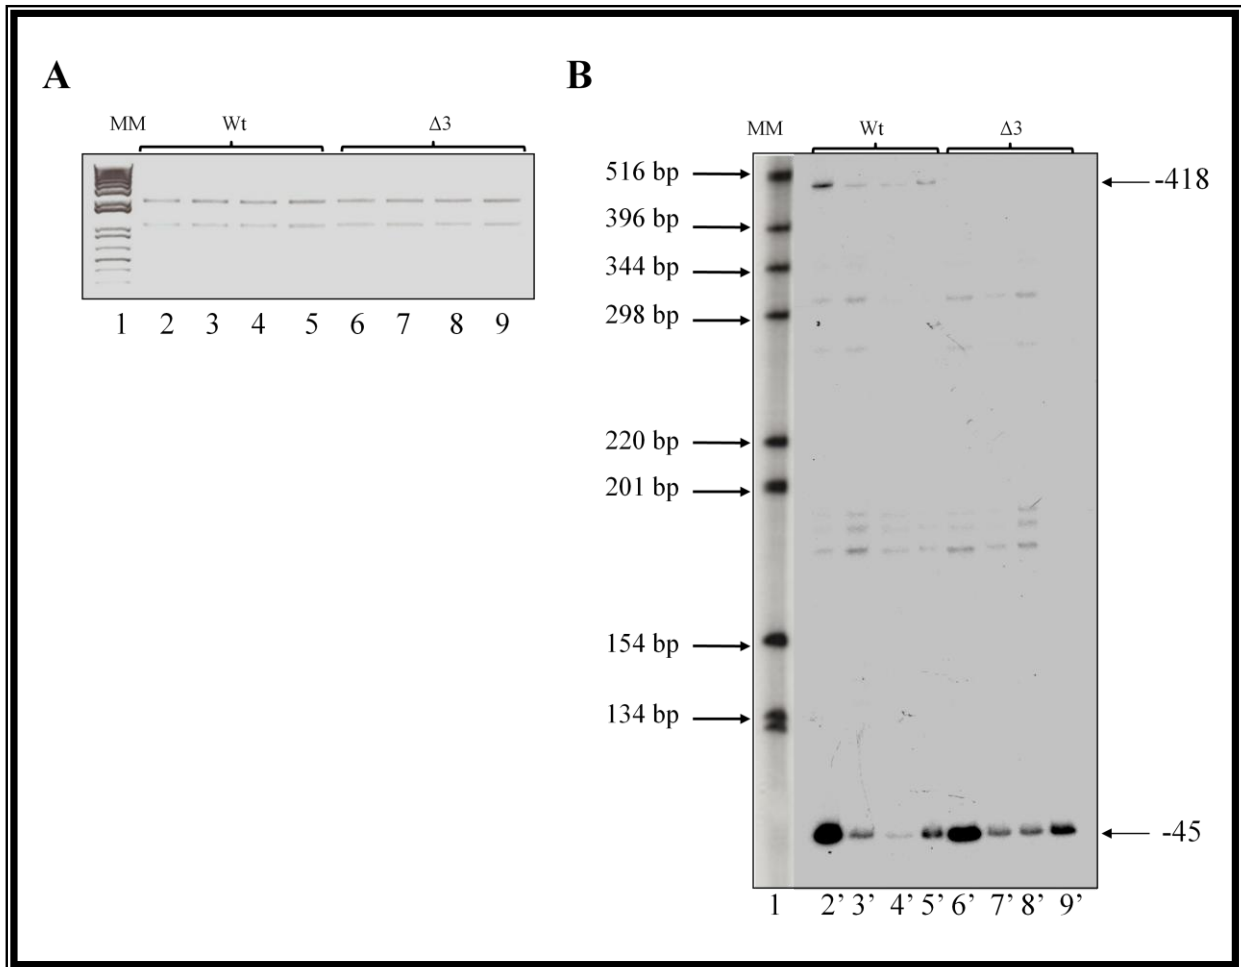 A
MM Wt Δ3
1 2 3 4 5 6 7 8 9
B
MM Wt Δ3
516 bp
-418
396 bp
344 bp
298 bp
220 bp
201 bp
154 bp
134 bp
-45
1 2’ 3’ 4’ 5’ 6’ 7’ 8’ 9’